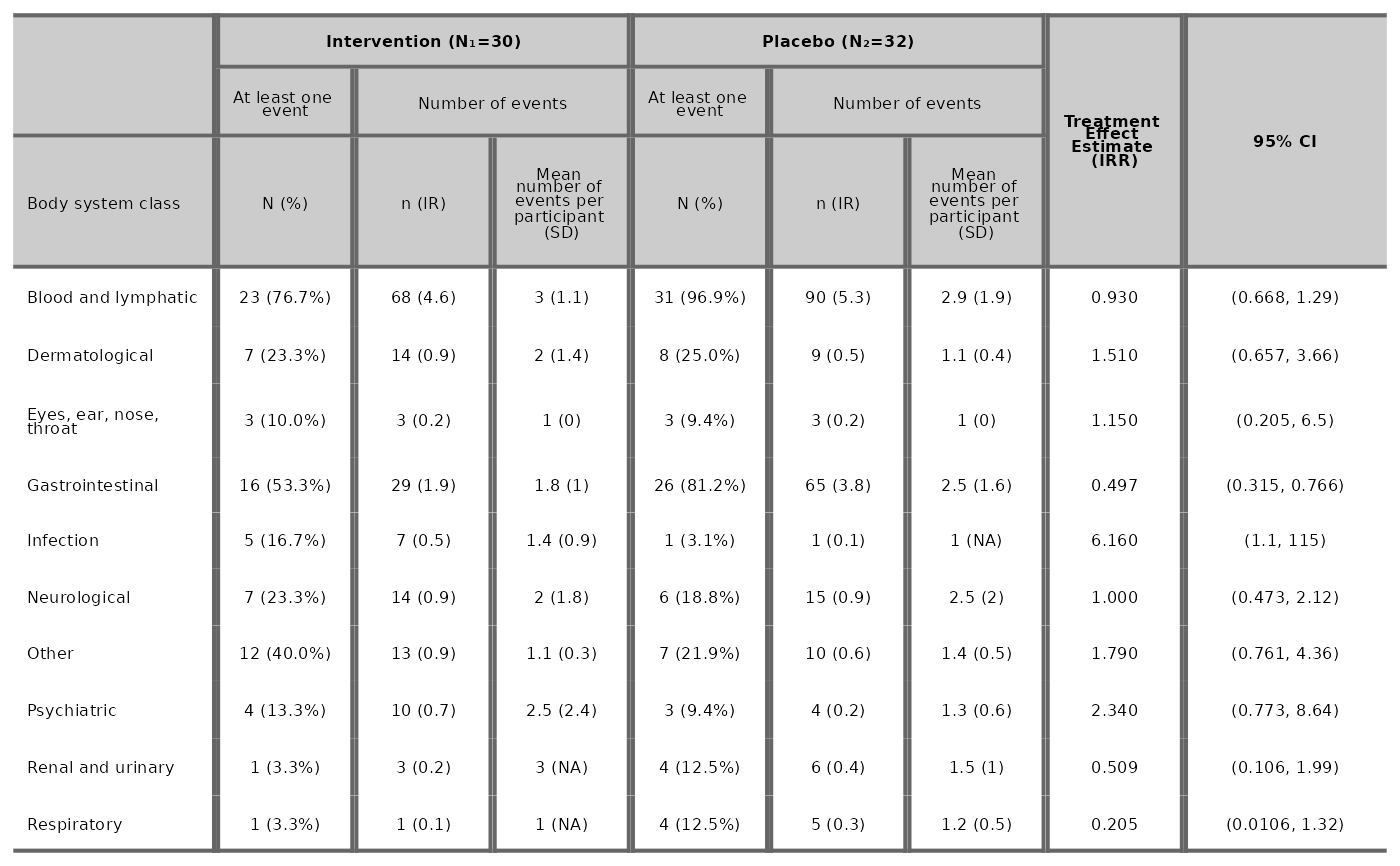 Intervention (N₁=30) Placebo (N₂=32)
At least one
event
Number of events
At least one
event
Number of events
Treatment
Effect
Estimate
(IRR)
95% CI
Body system class
N (%)
n (IR)
Mean
number of
events per
participant
(SD)
N (%)
n (IR)
Mean
number of
events per
participant
(SD)
Blood and lymphatic 23 (76.7%) 68 (4.6) 3 (1.1) 31 (96.9%) 90 (5.3) 2.9 (1.9) 0.930 (0.668, 1.29)
Dermatological 7 (23.3%) 14 (0.9) 2 (1.4) 8 (25.0%) 9 (0.5) 1.1 (0.4) 1.510 (0.657, 3.66)
Eyes, ear, nose,
throat
3 (10.0%) 3 (0.2) 1 (0) 3 (9.4%) 3 (0.2) 1 (0) 1.150 (0.205, 6.5)
Gastrointestinal 16 (53.3%) 29 (1.9) 1.8 (1) 26 (81.2%) 65 (3.8) 2.5 (1.6) 0.497 (0.315, 0.766)
Infection 5 (16.7%) 7 (0.5) 1.4 (0.9) 1 (3.1%) 1 (0.1) 1 (NA) 6.160 (1.1, 115)
Neurological 7 (23.3%) 14 (0.9) 2 (1.8) 6 (18.8%) 15 (0.9) 2.5 (2) 1.000 (0.473, 2.12)
Other 12 (40.0%) 13 (0.9) 1.1 (0.3) 7 (21.9%) 10 (0.6) 1.4 (0.5) 1.790 (0.761, 4.36)
Psychiatric 4 (13.3%) 10 (0.7) 2.5 (2.4) 3 (9.4%) 4 (0.2) 1.3 (0.6) 2.340 (0.773, 8.64)
Renal and urinary 1 (3.3%) 3 (0.2) 3 (NA) 4 (12.5%) 6 (0.4) 1.5 (1) 0.509 (0.106, 1.99)
Respiratory 1 (3.3%) 1 (0.1) 1 (NA) 4 (12.5%) 5 (0.3) 1.2 (0.5) 0.205 (0.0106, 1.32)